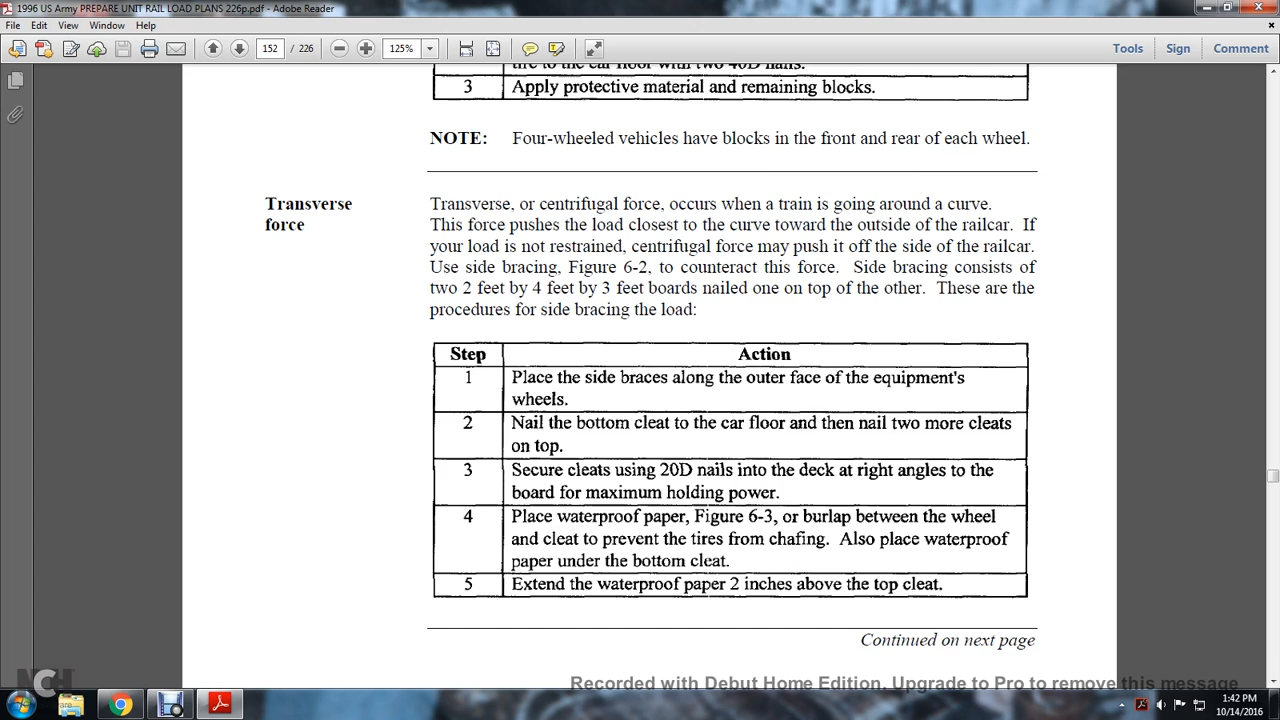 1996 US Army PREPARE UNIT RAIL LOAD PLANS 226p.pdf - Adobe Reader
File Edit View Window Help
152 / 226 125% Tools Sign Comment
tire to the car floor with two 40D nails.
3 Apply protective material and remaining blocks.
NOTE: Four-wheeled vehicles have blocks in the front and rear of each wheel.
Transverse
force
Transverse, or centrifugal force, occurs when a train is going around a curve.
This force pushes the load closest to the curve toward the outside of the railcar. If
your load is not restrained, centrifugal force may push it off the side of the railcar.
Use side bracing, Figure 6-2, to counteract this force. Side bracing consists of
two 2 feet by 4 feet by 3 feet boards nailed one on top of the other. These are the
procedures for side bracing the load:
Step Action
1 Place the side braces along the outer face of the equipment's
wheels.
2 Nail the bottom cleat to the car floor and then nail two more cleats
on top.
3 Secure cleats using 20D nails into the deck at right angles to the
board for maximum holding power.
4 Place waterproof paper, Figure 6-3, or burlap between the wheel
and cleat to prevent the tires from chafing. Also place waterproof
paper under the bottom cleat.
5 Extend the waterproof paper 2 inches above the top cleat.
Continued on next page
NCH
Recorded with Debut Home Edition. Upgrade to Pro to remove this message
1:42 PM
10/14/2016